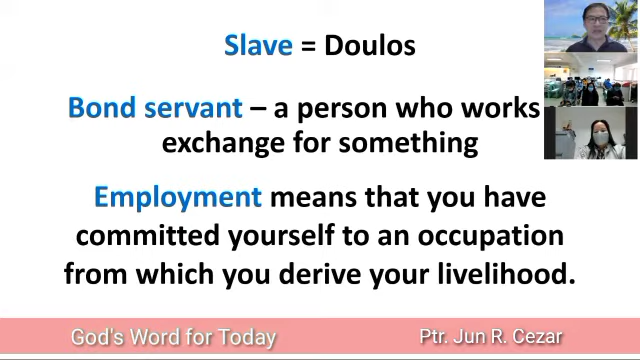 Slave = Doulos
Bond servant – a person who works
exchange for something
Employment means that you have
committed yourself to an occupation
from which you derive your livelihood.
God's Word for Today
Ptr. Jun R. Cezar